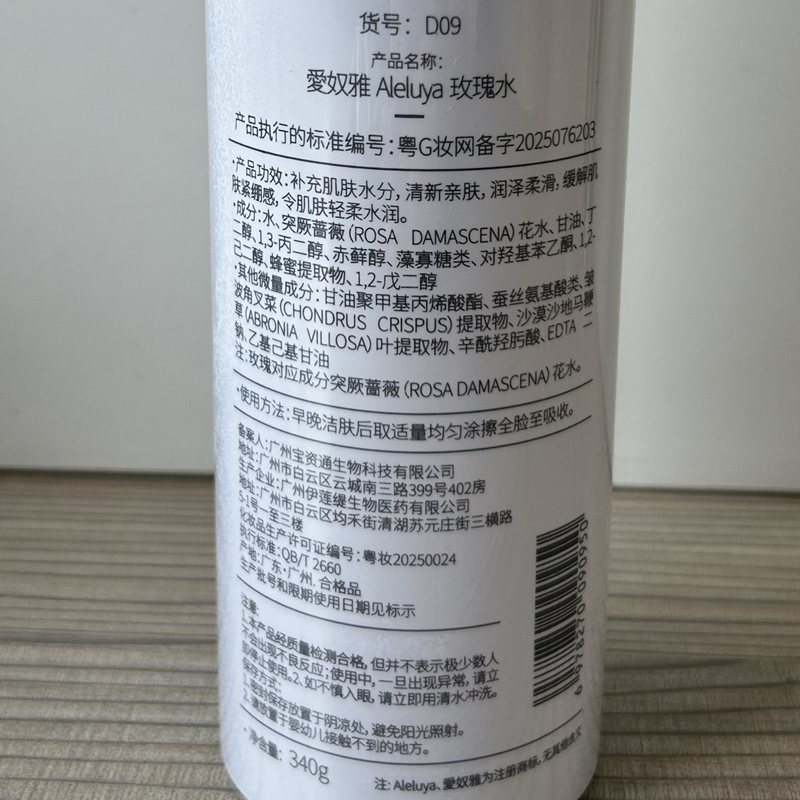 货号：D09
产品名称：
愛奴雅 Aleluya 玫瑰水
产品执行的标准编号：粤G妆网备字2025076203
·产品功效：补充肌肤水分，清新亲肤，润泽柔滑，缓解肌
肤紧绷感，令肌肤轻柔水润。
·成分：水、突厥蔷薇（ROSA DAMASCENA）花水、甘油、丁
二醇、1,3-丙二醇、赤藓醇、藻寡糖类、对羟基苯乙酮、1,2-
己二醇、蜂蜜提取物、1,2-戊二醇
·其他微量成分：甘油聚甲基丙烯酸酯、蚕丝氨基酸类、皱
波角叉菜（CHONDRUS CRISPUS）提取物、沙漠沙地马鞭
草（ABRONIA VILLOSA）叶提取物、辛酰羟肟酸、EDTA 二
钠、乙基己基甘油
注：玫瑰对应成分突厥蔷薇（ROSA DAMASCENA）花水。
·使用方法：早晚洁肤后取适量均匀涂擦全脸至吸收。
备案人：广州宝资通生物科技有限公司
地址：广州市白云区云城南三路399号402房
生产企业：广州伊莲缇生物医药有限公司
地址：广州市白云区均禾街清湖苏元庄街三横路
5-1号一至三楼
化妆品生产许可证编号：粤妆20250024
执行标准：QB/T 2660
产地：广东·广州. 合格品
生产批号和限期使用日期见标示
注意：
1.本产品经质量检测合格，但并不表示极少数人
不会出现不良反应；使用中，一旦出现异常，请立
即停止使用。2.如不慎入眼，请立即用清水冲洗。
保存方式：
1.密封保存放置于阴凉处，避免阳光照射。
2.请放置于婴幼儿接触不到的地方。
·净含量：340g
注：Aleluya、愛奴雅为注册商标，无其他含义
6 978270 090950